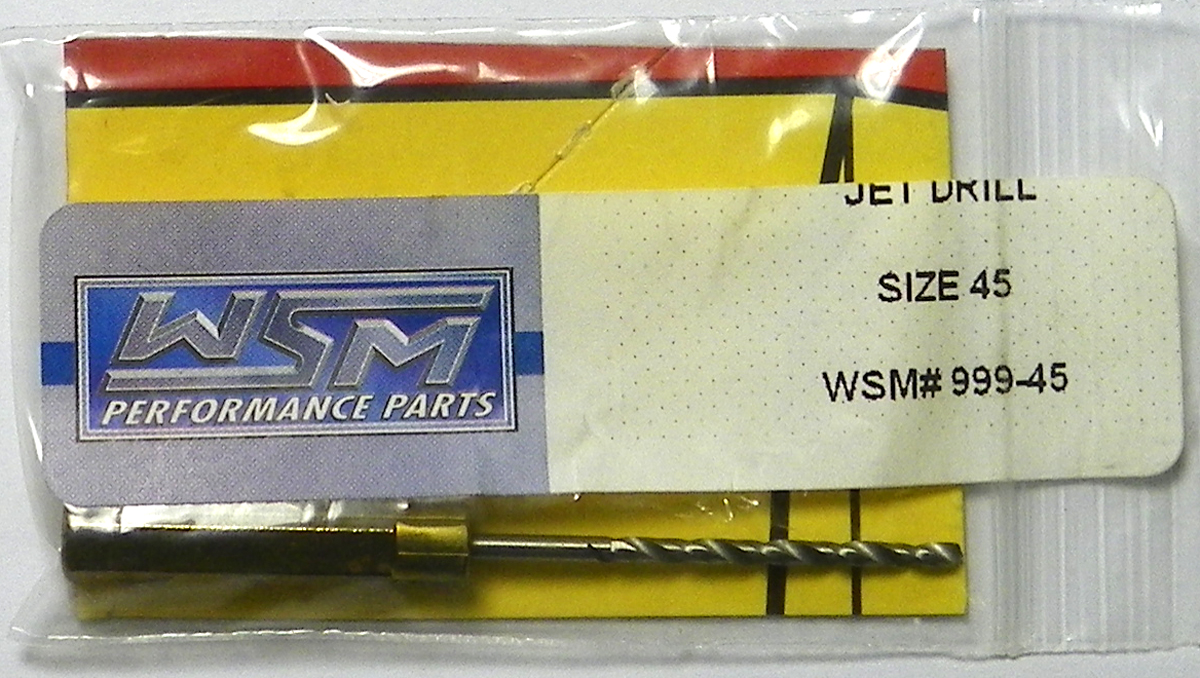 WSM
PERFORMANCE PARTS
JET DRILL
SIZE 45
WSM# 999-45